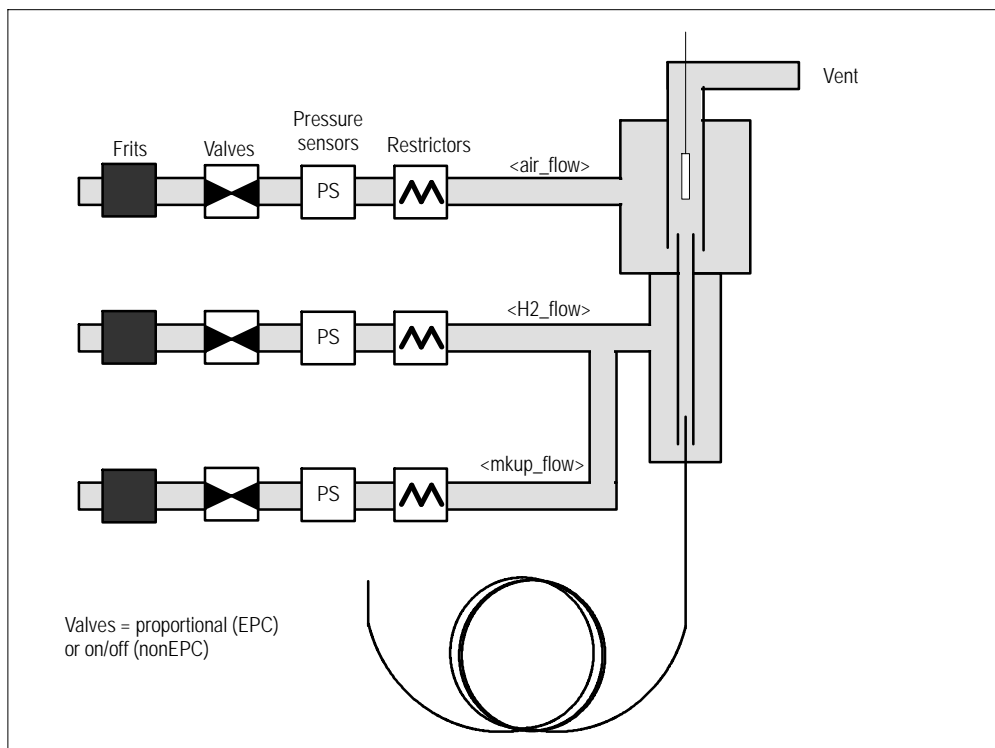 Vent
Pressure
sensors
Frits
Valves
Restrictors
<air_flow>
PS
<H2_flow>
PS
<mkup_flow>
PS
Valves = proportional (EPC)
or on/off (nonEPC)